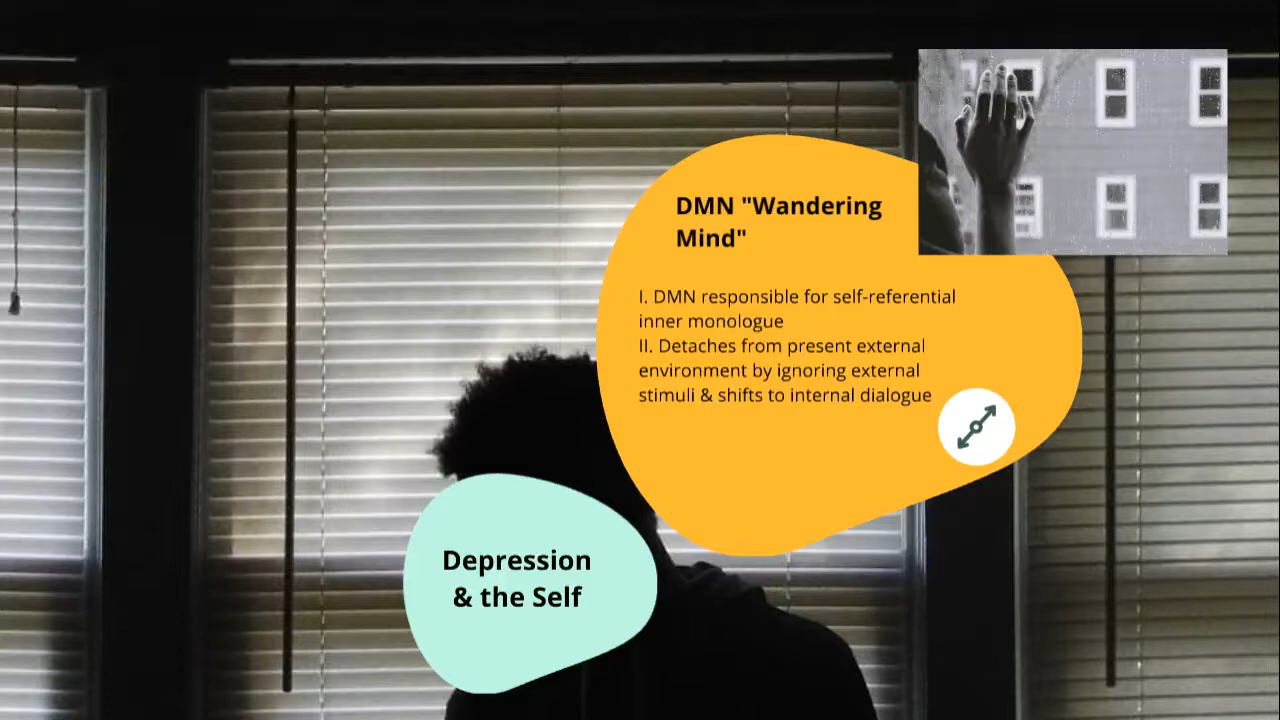 DMN "Wandering
Mind"
I. DMN responsible for self-referential
inner monologue
II. Detaches from present external
environment by ignoring external
stimuli & shifts to internal dialogue
Depression
& the Self